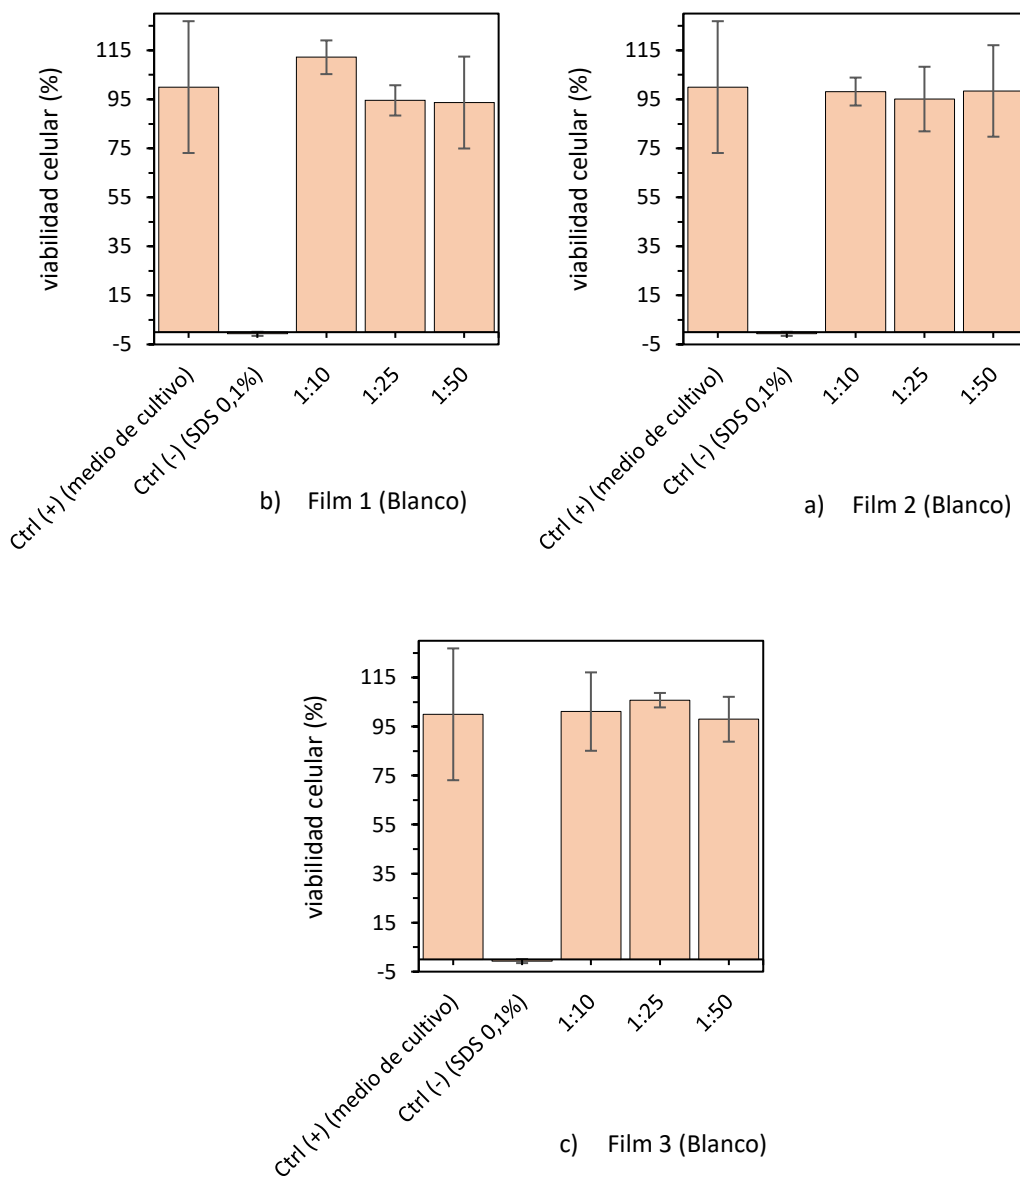 viabilidad celular (%)
115
95
75
55
35
15
-5
Ctrl (+) (medio de cultivo)
Ctrl (-) (SDS 0,1%)
1:10
1:25
1:50
b) Film 1 (Blanco)
viabilidad celular (%)
115
95
75
55
35
15
-5
Ctrl (+) (medio de cultivo)
Ctrl (-) (SDS 0,1%)
1:10
1:25
1:50
a) Film 2 (Blanco)
viabilidad celular (%)
115
95
75
55
35
15
-5
Ctrl (+) (medio de cultivo)
Ctrl (-) (SDS 0,1%)
1:10
1:25
1:50
c) Film 3 (Blanco)